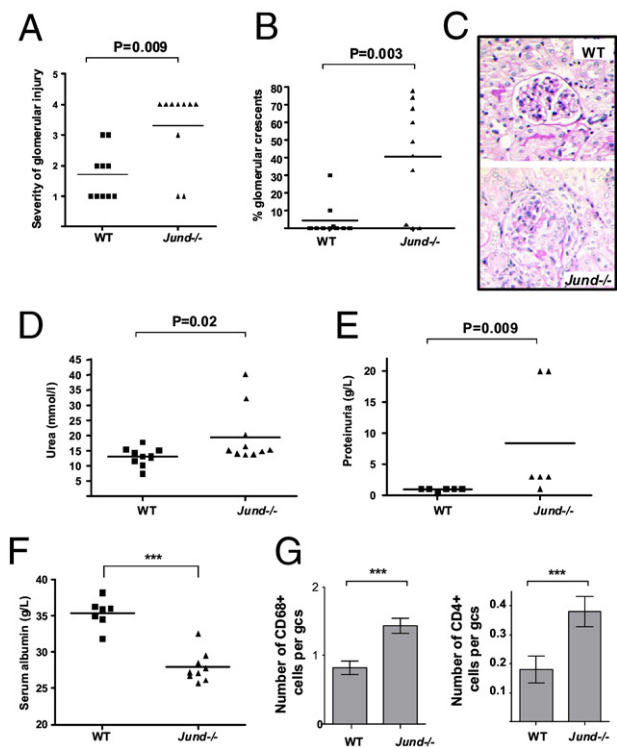 A
P=0.009
Severity of glomerular injury
5
4
3
2
1
0
WT
Jund-/-
B
P=0.003
% glomerular crescents
80
70
60
50
40
30
20
10
WT
Jund-/-
C
WT
Jund-/-
D
P=0.02
Urea (mmol/l)
45
40
35
30
25
20
15
10
5
0
WT
Jund-/-
E
P=0.009
Proteinuria (g/L)
20
15
10
5
0
WT
Jund-/-
F
***
Serum albumin (g/L)
40
35
30
25
20
WT
Jund-/-
G
***
Number of CD68+
cells per gcs
2
1
0
WT
Jund-/-
***
Number of CD4+
cells per gcs
0.4
0.3
0.2
0.1
WT
Jund-/-